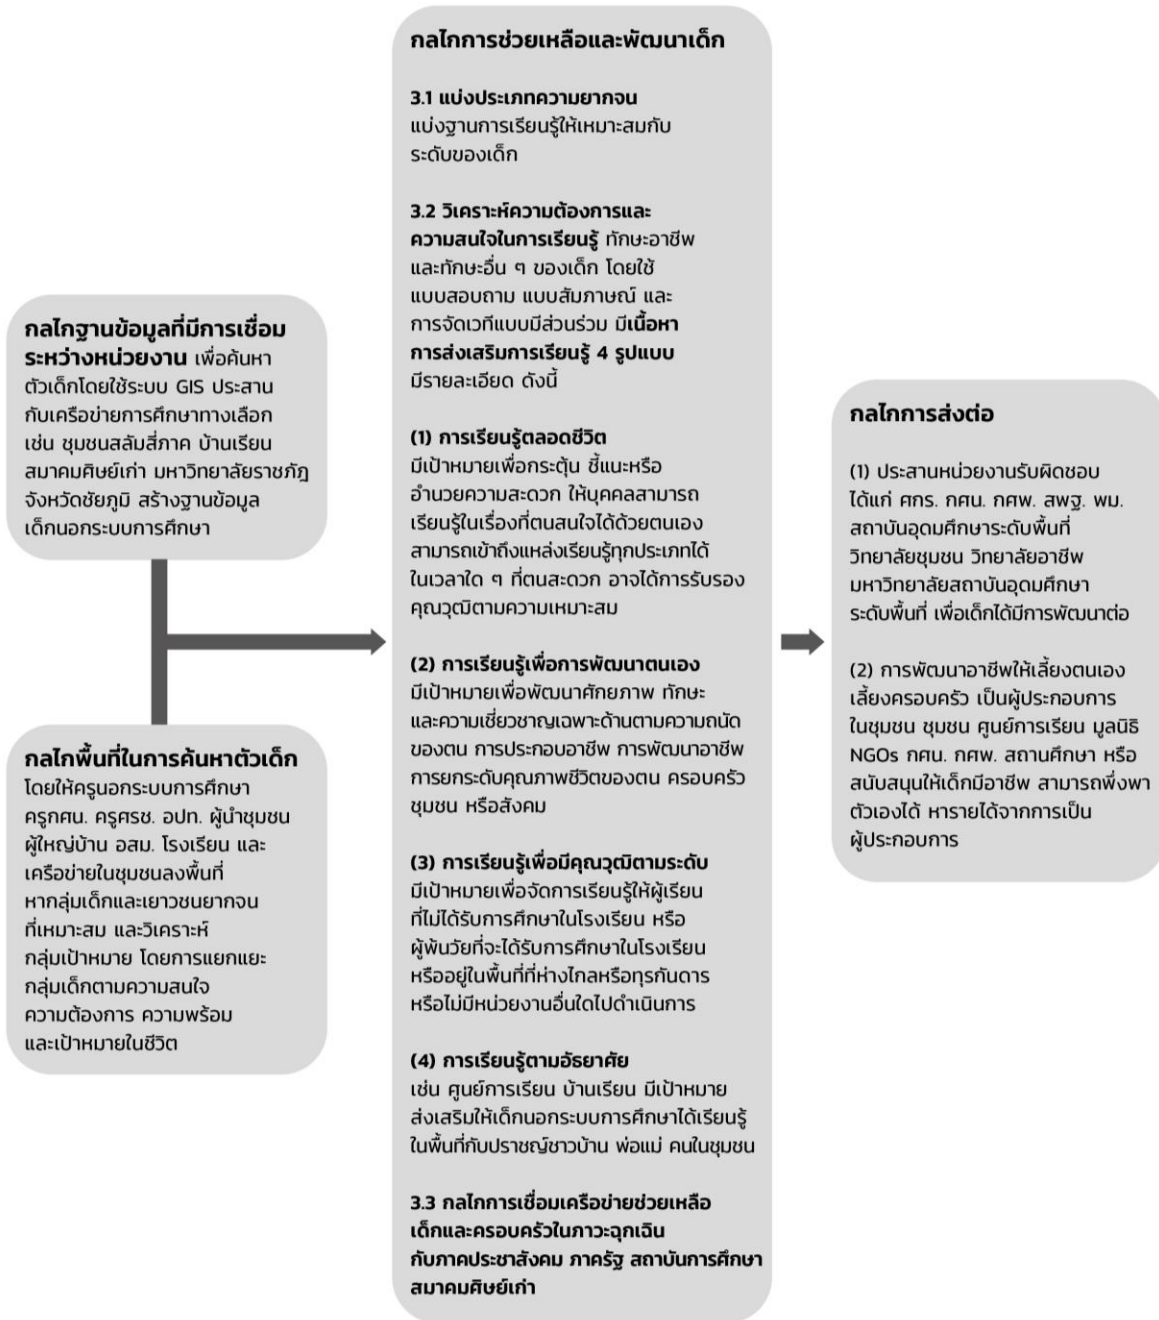 กลไกฐานข้อมูลที่มีการเชื่อม
ระหว่างหน่วยงาน เพื่อค้นหา
ตัวเด็กโดยใช้ระบบ GIS ประสาน
กับเครือข่ายการศึกษาทางเลือก
เช่น ชุมชนสลัมสี่ภาค บ้านเรียน
สมาคมศิษย์เก่า มหาวิทยาลัยราชภัฎ
จังหวัดชัยภูมิ สร้างฐานข้อมูล
เด็กนอกระบบการศึกษา
กลไกพื้นที่ในการค้นหาตัวเด็ก
โดยให้ครูนอกระบบการศึกษา
ครูกศน. ครูศรช. อปท. ผู้นำชุมชน
ผู้ใหญ่บ้าน อสม. โรงเรียน และ
เครือข่ายในชุมชนลงพื้นที่
หากลุ่มเด็กและเยาวชนยากจน
ที่เหมาะสม และวิเคราะห์
กลุ่มเป้าหมาย โดยการแยกแยะ
กลุ่มเด็กตามความสนใจ
ความต้องการ ความพร้อม
และเป้าหมายในชีวิต
กลไกการช่วยเหลือและพัฒนาเด็ก
3.1 แบ่งประเภทความยากจน
แบ่งฐานการเรียนรู้ให้เหมาะสมกับ
ระดับของเด็ก
3.2 วิเคราะห์ความต้องการและ
ความสนใจในการเรียนรู้ ทักษะอาชีพ
และทักษะอื่น ๆ ของเด็ก โดยใช้
แบบสอบถาม แบบสัมภาษณ์ และ
การจัดเวทีแบบมีส่วนร่วม มีเนื้อหา
การส่งเสริมการเรียนรู้ 4 รูปแบบ
มีรายละเอียด ดังนี้
(1) การเรียนรู้ตลอดชีวิต
มีเป้าหมายเพื่อกระตุ้น ชี้แนะหรือ
อำนวยความสะดวก ให้บุคคลสามารถ
เรียนรู้ในเรื่องที่ตนสนใจได้ด้วยตนเอง
สามารถเข้าถึงแหล่งเรียนรู้ทุกประเภทได้
ในเวลาใด ๆ ที่ตนสะดวก อาจได้การรับรอง
คุณวุฒิตามความเหมาะสม
(2) การเรียนรู้เพื่อการพัฒนาตนเอง
มีเป้าหมายเพื่อพัฒนาศักยภาพ ทักษะ
และความเชี่ยวชาญเฉพาะด้านตามความถนัด
ของตน การประกอบอาชีพ การพัฒนาอาชีพ
การยกระดับคุณภาพชีวิตของตน ครอบครัว
ชุมชน หรือสังคม
(3) การเรียนรู้เพื่อมีคุณวุฒิตามระดับ
มีเป้าหมายเพื่อจัดการเรียนรู้ให้ผู้เรียน
ที่ไม่ได้รับการศึกษาในโรงเรียน หรือ
ผู้พ้นวัยที่จะได้รับการศึกษาในโรงเรียน
หรืออยู่ในพื้นที่ที่ห่างไกลหรือทุรกันดาร
หรือไม่มีหน่วยงานอื่นใดไปดำเนินการ
(4) การเรียนรู้ตามอัธยาศัย
เช่น ศูนย์การเรียน บ้านเรียน มีเป้าหมาย
ส่งเสริมให้เด็กนอกระบบการศึกษาได้เรียนรู้
ในพื้นที่กับปราชญ์ชาวบ้าน พ่อแม่ คนในชุมชน
3.3 กลไกการเชื่อมเครือข่ายช่วยเหลือ
เด็กและครอบครัวในภาวะฉุกเฉิน
กับภาคประชาสังคม ภาครัฐ สถาบันการศึกษา
สมาคมศิษย์เก่า
กลไกการส่งต่อ
(1) ประสานหน่วยงานรับผิดชอบ
ได้แก่ ศกร. กศน. กศพ. สพฐ. พม.
สถาบันอุดมศึกษาระดับพื้นที่
วิทยาลัยชุมชน วิทยาลัยอาชีพ
มหาวิทยาลัยสถาบันอุดมศึกษา
ระดับพื้นที่ เพื่อเด็กได้มีการพัฒนาต่อ
(2) การพัฒนาอาชีพให้เลี้ยงตนเอง
เลี้ยงครอบครัว เป็นผู้ประกอบการ
ในชุมชน ชุมชน ศูนย์การเรียน มูลนิธิ
NGOs กศน. กศพ. สถานศึกษา หรือ
สนับสนุนให้เด็กมีอาชีพ สามารถพึ่งพา
ตัวเองได้ หารายได้จากการเป็น
ผู้ประกอบการ